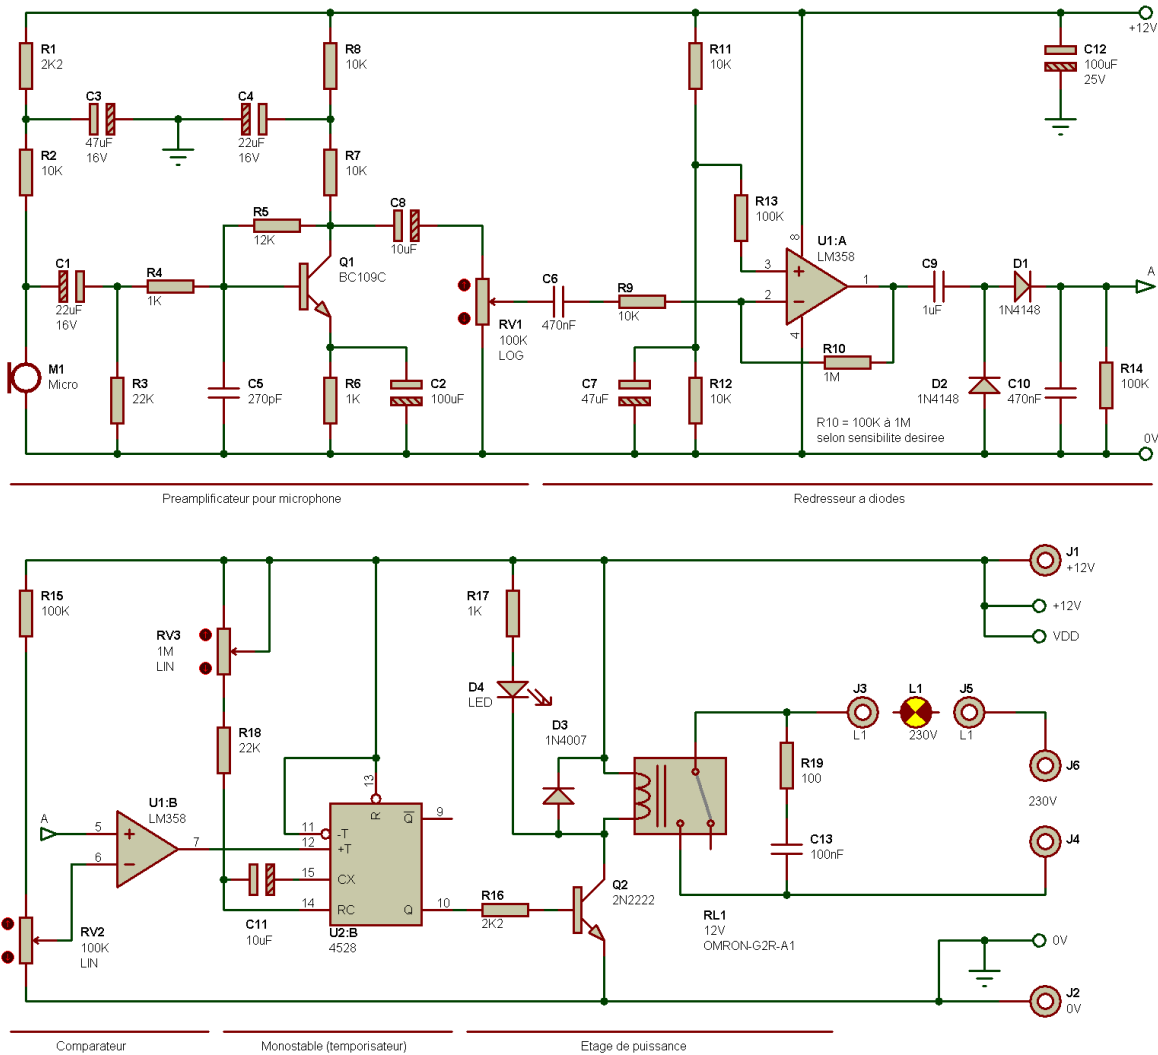 +12V
R1
2K2
R8
10K
R11
10K
C12
100uF
25V
C3
47uF
16V
C4
22uF
16V
R2
10K
R7
10K
R13
100K
R5
12K
C8
10uF
U1:A
LM358
8
3
2
1
4
C1
22uF
16V
R4
1K
Q1
BC109C
RV1
100K
LOG
C6
470nF
R9
10K
C9
1uF
D1
1N4148
A
M1
Micro
R3
22K
C5
270pF
R6
1K
C2
100uF
C7
47uF
R12
10K
R10
1M
D2
1N4148
C10
470nF
R14
100K
R10 = 100K á 1M
selon sensibilite desiree
0V
Preamplificateur pour microphone
Redresseur a diodes
J1
+12V
+12V
VDD
R15
100K
RV3
1M
LIN
R17
1K
D4
LED
D3
1N4007
J3
L1
L1
230V
J5
L1
R18
22K
R19
100
J6
230V
J4
A
U1:B
LM358
5
6
7
13
11
12
15
14
R
-T
+T
CX
RC
Q
Q
9
10
U2:B
4528
C11
10uF
R16
2K2
Q2
2N2222
C13
100nF
RL1
12V
OMRON-G2R-A1
RV2
100K
LIN
0V
J2
0V
Comparateur
Monostable (temporisateur)
Etage de puissance